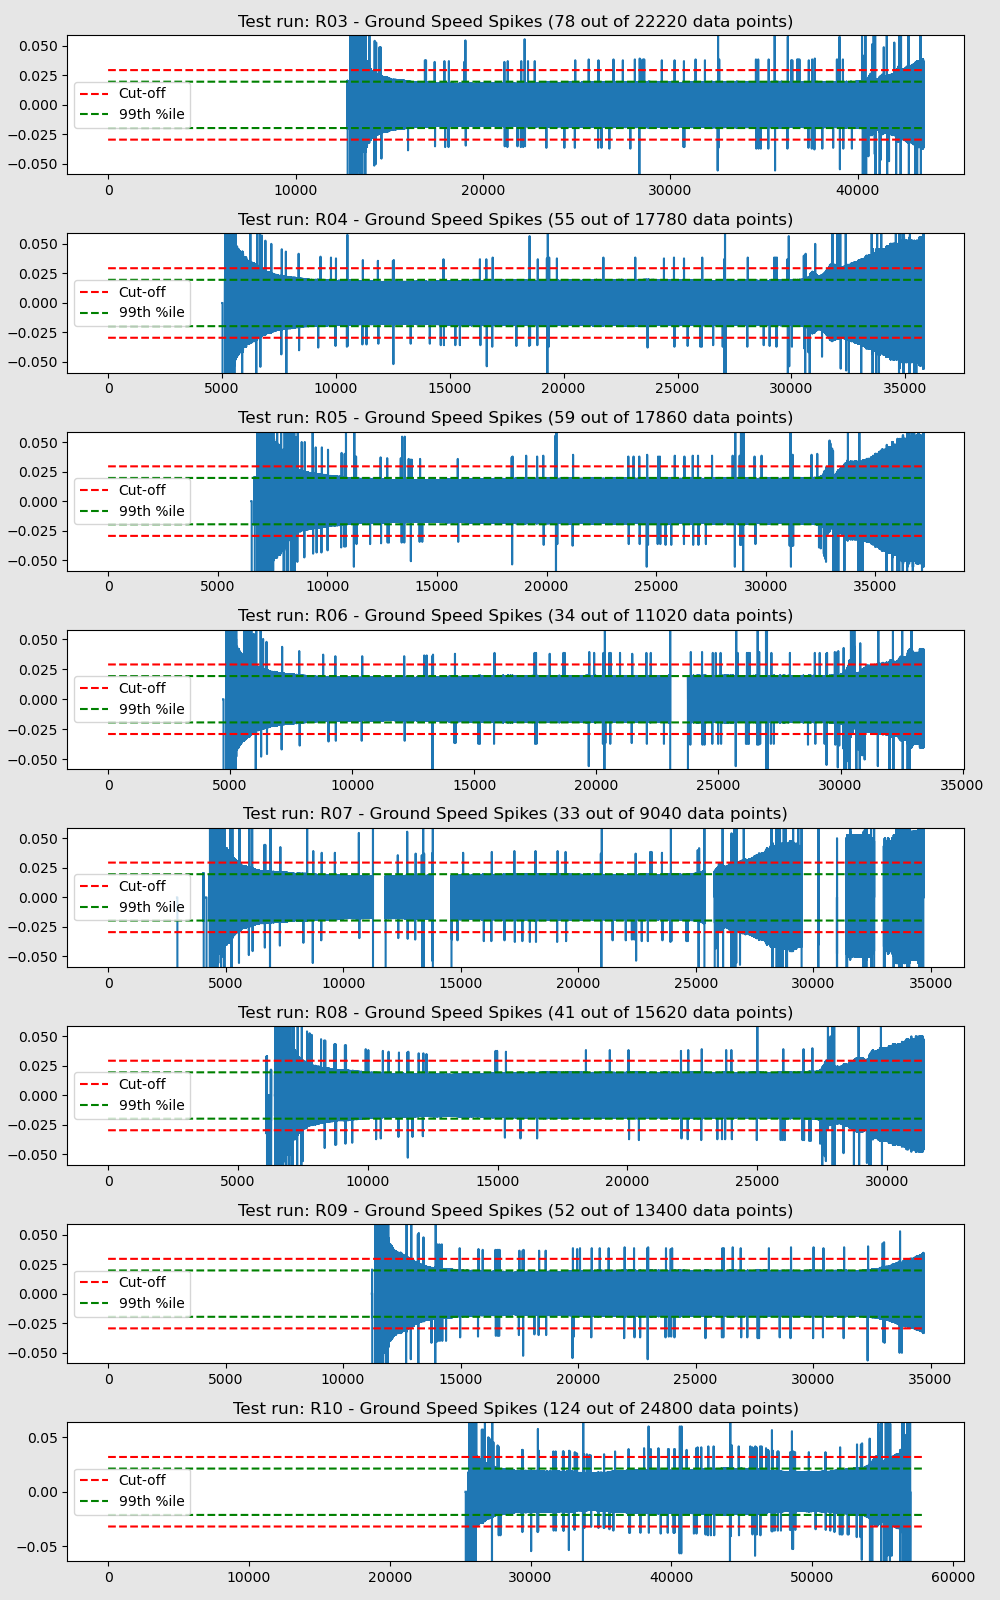 Test run: R03 - Ground Speed Spikes (78 out of 22220 data points)
0.050
0.025
0.000
−0.025
−0.050
Cut-off
99th %ile
0 10000 20000 30000 40000
Test run: R04 - Ground Speed Spikes (55 out of 17780 data points)
0.050
0.025
0.000
−0.025
−0.050
Cut-off
99th %ile
0 5000 10000 15000 20000 25000 30000 35000
Test run: R05 - Ground Speed Spikes (59 out of 17860 data points)
0.050
0.025
0.000
−0.025
−0.050
Cut-off
99th %ile
0 5000 10000 15000 20000 25000 30000 35000
Test run: R06 - Ground Speed Spikes (34 out of 11020 data points)
0.050
0.025
0.000
−0.025
−0.050
Cut-off
99th %ile
0 5000 10000 15000 20000 25000 30000 35000
Test run: R07 - Ground Speed Spikes (33 out of 9040 data points)
0.050
0.025
0.000
−0.025
−0.050
Cut-off
99th %ile
0 5000 10000 15000 20000 25000 30000 35000
Test run: R08 - Ground Speed Spikes (41 out of 15620 data points)
0.050
0.025
0.000
−0.025
−0.050
Cut-off
99th %ile
0 5000 10000 15000 20000 25000 30000
Test run: R09 - Ground Speed Spikes (52 out of 13400 data points)
0.050
0.025
0.000
−0.025
−0.050
Cut-off
99th %ile
0 5000 10000 15000 20000 25000 30000 35000
Test run: R10 - Ground Speed Spikes (124 out of 24800 data points)
0.05
0.00
−0.05
Cut-off
99th %ile
0 10000 20000 30000 40000 50000 60000